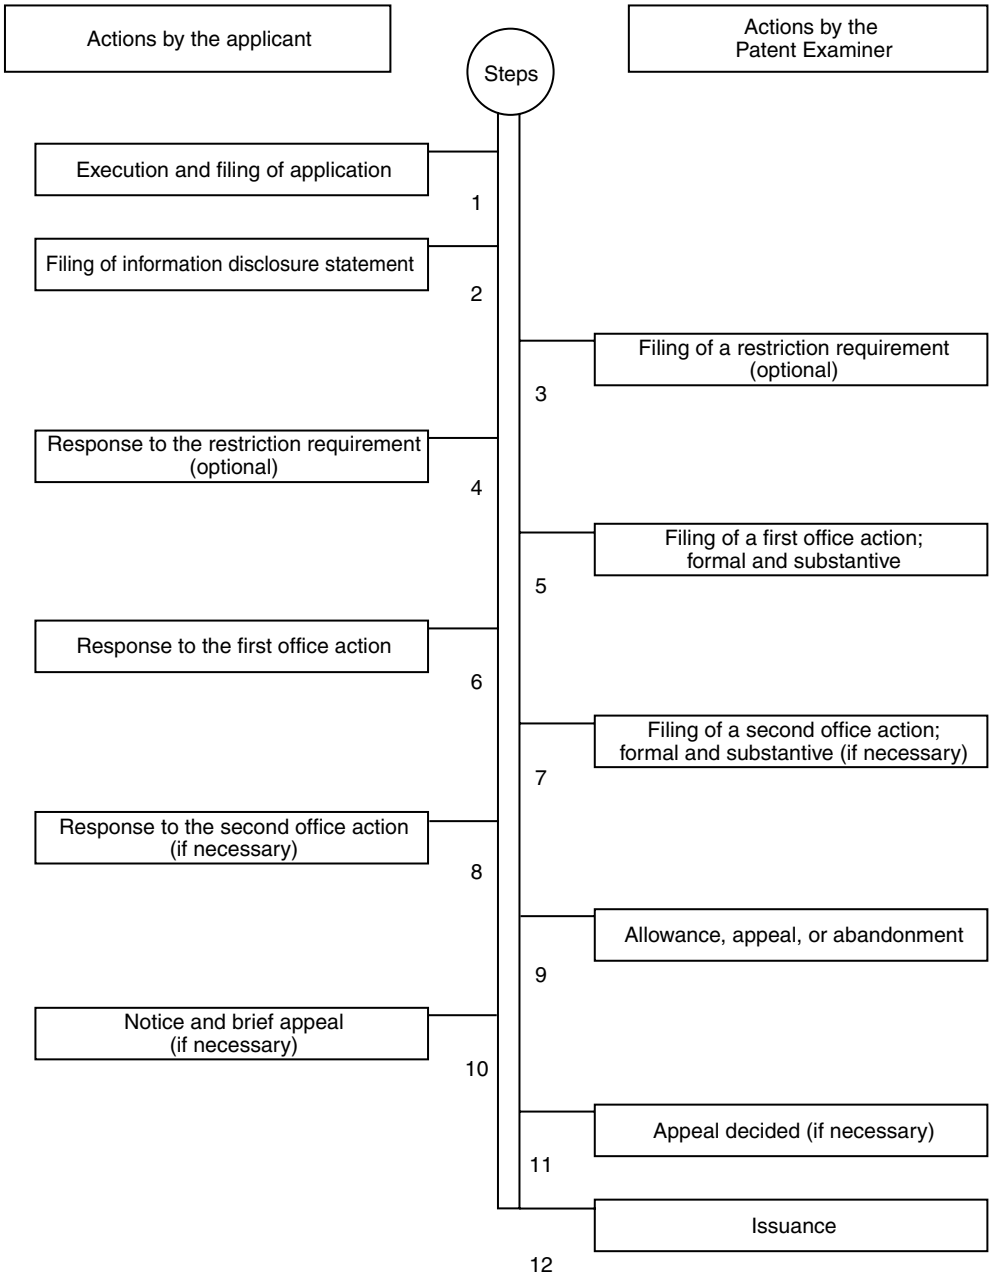 Actions by the applicant
Actions by the
Patent Examiner
Steps
Execution and filing of application
1
Filing of information disclosure statement
2
Filing of a restriction requirement
(optional)
3
Response to the restriction requirement
(optional)
4
Filing of a first office action;
formal and substantive
5
Response to the first office action
6
Filing of a second office action;
formal and substantive (if necessary)
7
Response to the second office action
(if necessary)
8
Allowance, appeal, or abandonment
9
Notice and brief appeal
(if necessary)
10
Appeal decided (if necessary)
11
Issuance
12